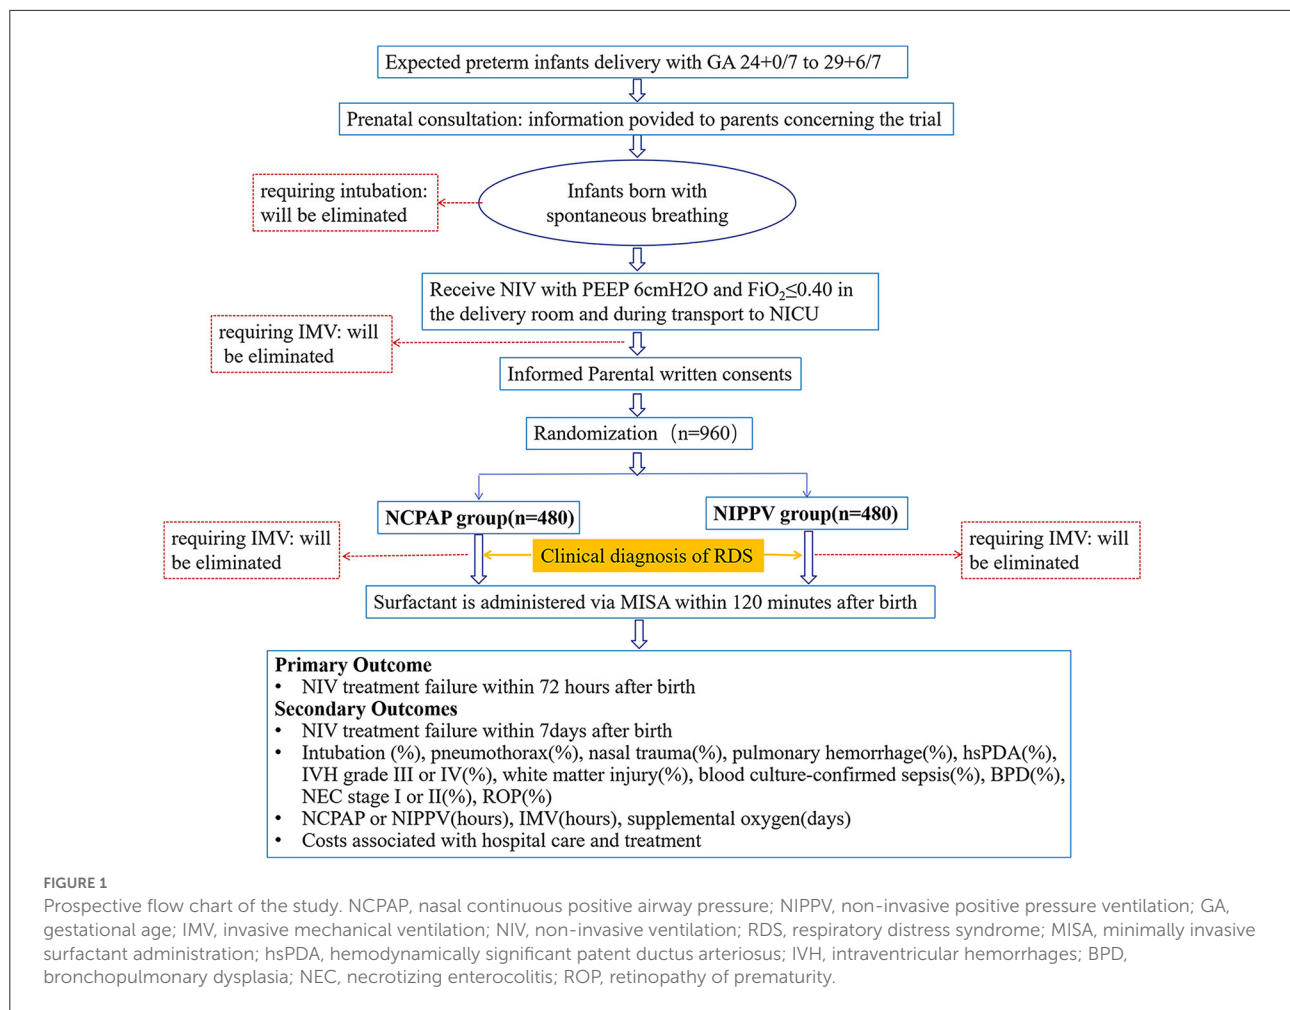 Expected preterm infants delivery with GA 24+0/7 to 29+6/7
Prenatal consultation: information povided to parents concerning the trial
requiring intubation:
will be eliminated
Infants born with
spontaneous breathing
Receive NIV with PEEP 6cmH2O and FiO₂≤0.40 in
the delivery room and during transport to NICU
requiring IMV: will
be eliminated
Informed Parental written consents
Randomization（n=960）
NCPAP group(n=480)
NIPPV group(n=480)
requiring IMV: will
be eliminated
Clinical diagnosis of RDS
requiring IMV: will
be eliminated
Surfactant is administered via MISA within 120 minutes after birth
Primary Outcome
• NIV treatment failure within 72 hours after birth
Secondary Outcomes
• NIV treatment failure within 7days after birth
• Intubation (%), pneumothorax(%), nasal trauma(%), pulmonary hemorrhage(%), hsPDA(%),
IVH grade III or IV(%), white matter injury(%), blood culture-confirmed sepsis(%), BPD(%),
NEC stage I or II(%), ROP(%)
• NCPAP or NIPPV(hours), IMV(hours), supplemental oxygen(days)
• Costs associated with hospital care and treatment
FIGURE 1
Prospective flow chart of the study. NCPAP, nasal continuous positive airway pressure; NIPPV, non-invasive positive pressure ventilation; GA,
gestational age; IMV, invasive mechanical ventilation; NIV, non-invasive ventilation; RDS, respiratory distress syndrome; MISA, minimally invasive
surfactant administration; hsPDA, hemodynamically significant patent ductus arteriosus; IVH, intraventricular hemorrhages; BPD,
bronchopulmonary dysplasia; NEC, necrotizing enterocolitis; ROP, retinopathy of prematurity.